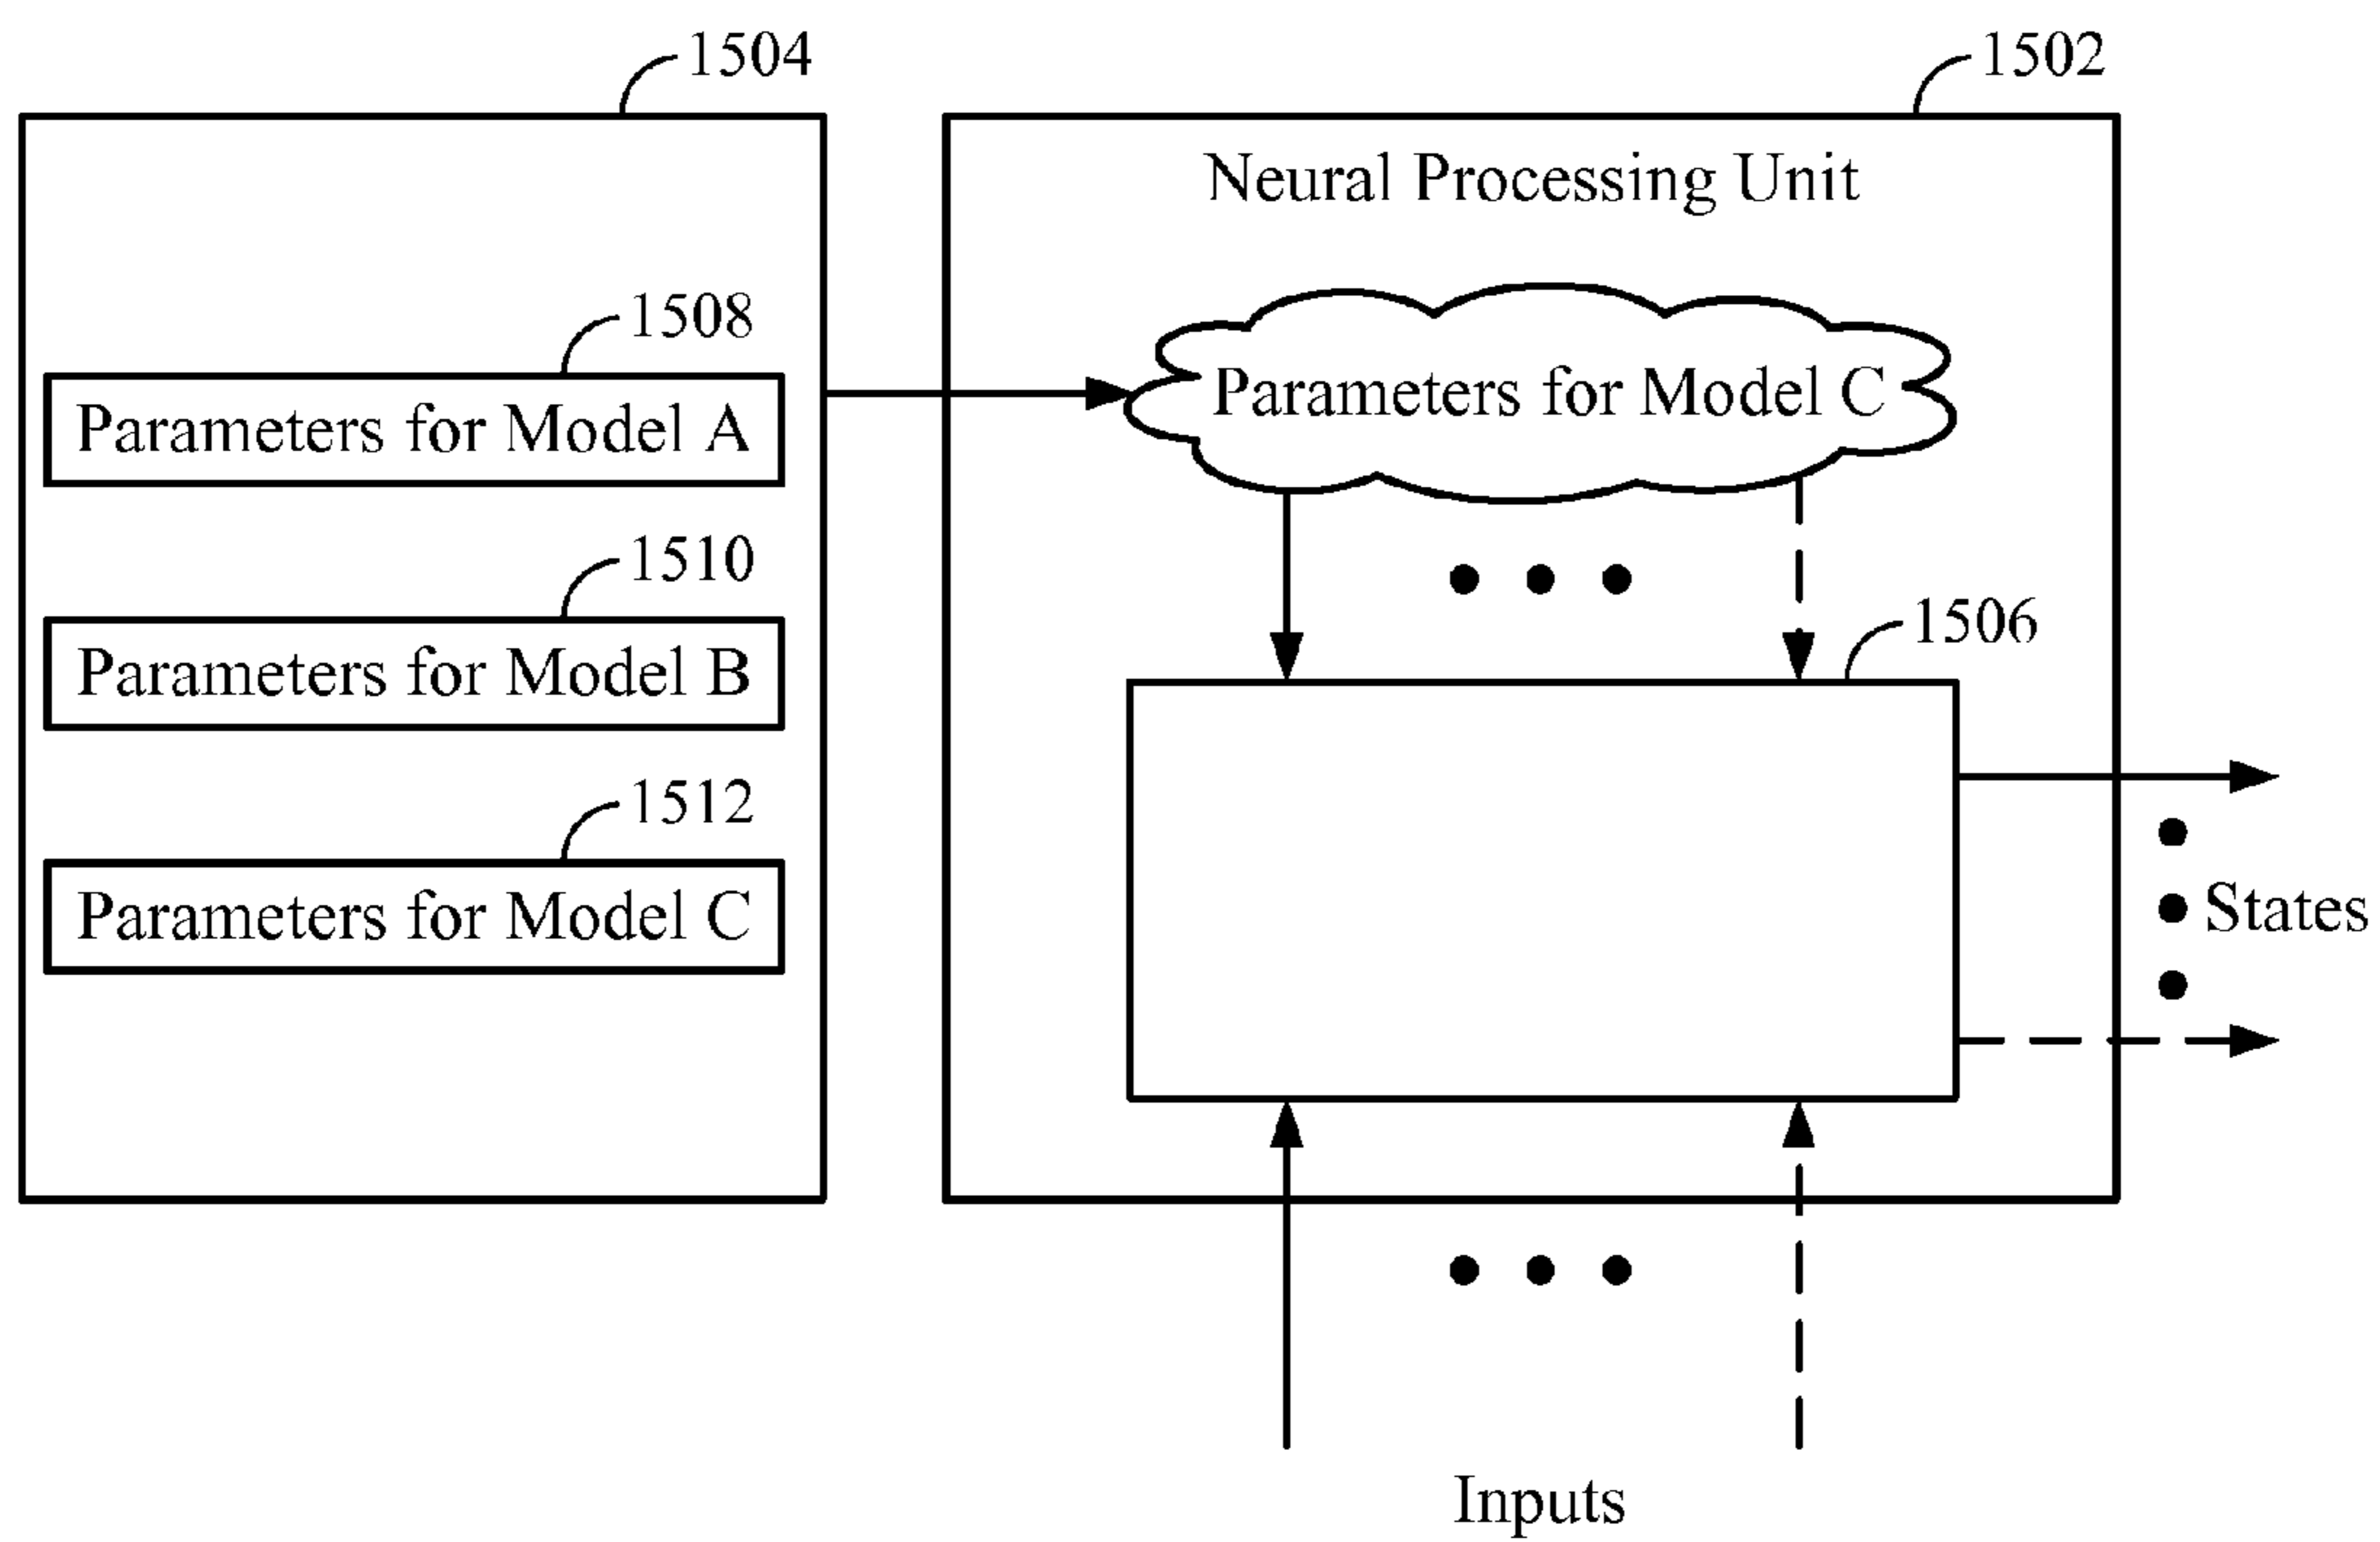 1504
1502
Neural Processing Unit
1508
Parameters for Model A
Parameters for Model C
1510
Parameters for Model B
1506
1512
Parameters for Model C
States
Inputs